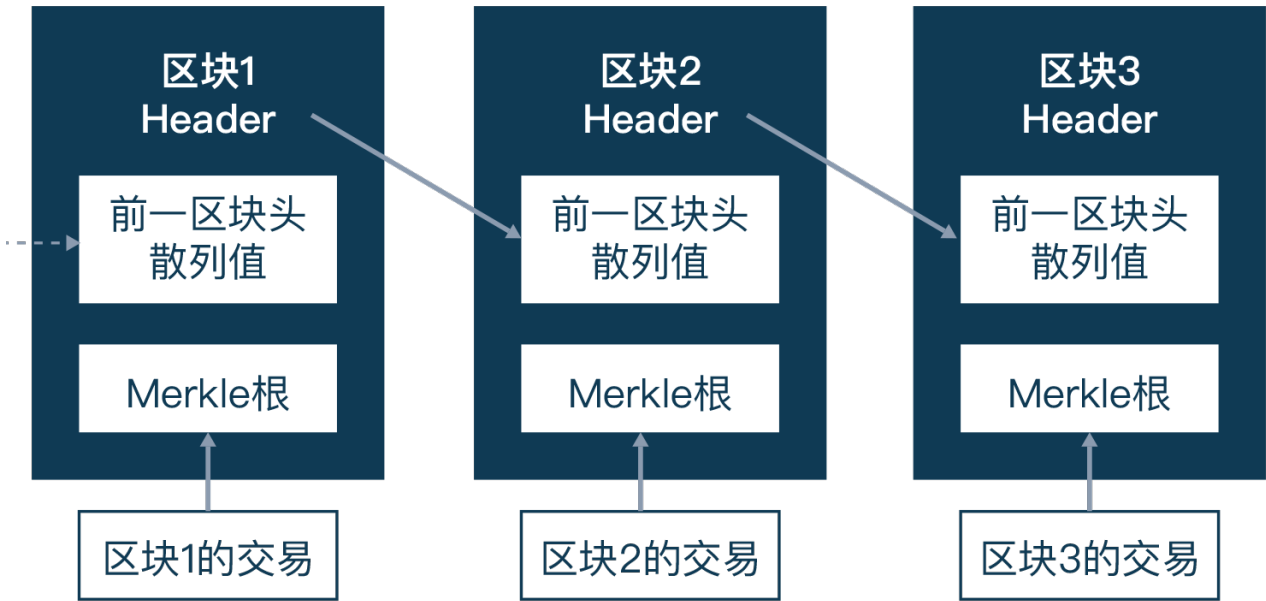 区块1
Header
前一区块头
散列值
Merkle根
区块1的交易
区块2
Header
前一区块头
散列值
Merkle根
区块2的交易
区块3
Header
前一区块头
散列值
Merkle根
区块3的交易